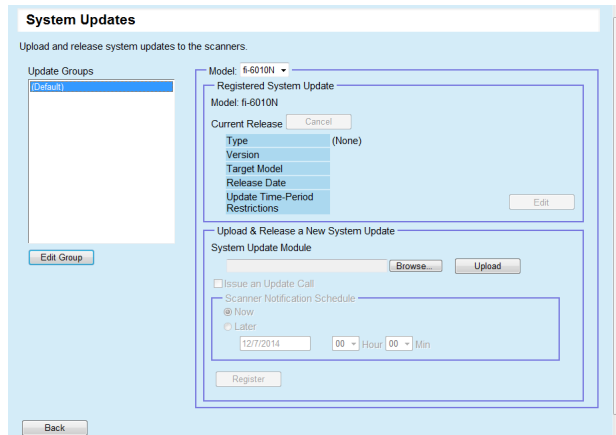 System Updates
Upload and release system updates to the scanners.
Update Groups
(Default)
Edit Group
Model: fi-6010N
Registered System Update
Model: fi-6010N
Current Release Cancel
Type (None)
Version
Target Model
Release Date
Update Time-Period
Restrictions
Edit
Upload & Release a New System Update
System Update Module
Browse... Upload
Issue an Update Call
Scanner Notification Schedule
Now
Later
12/7/2014 00 Hour 00 Min
Register
Back